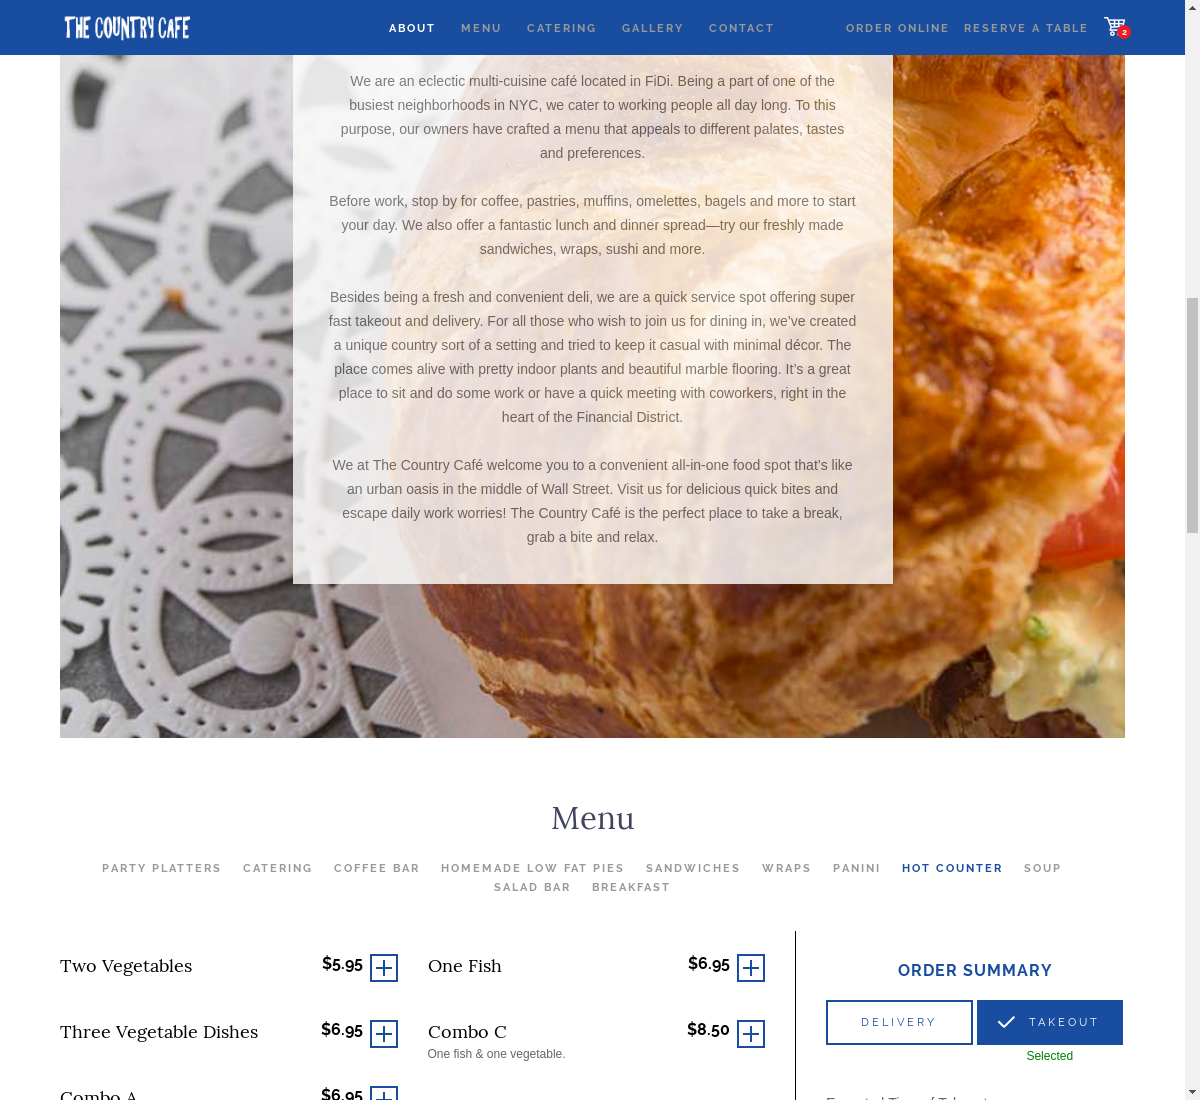 THE COUNTRY CAFE
ABOUT MENU CATERING GALLERY CONTACT ORDER ONLINE RESERVE A TABLE 2
We are an eclectic multi-cuisine café located in FiDi. Being a part of one of the
busiest neighborhoods in NYC, we cater to working people all day long. To this
purpose, our owners have crafted a menu that appeals to different palates, tastes
and preferences.
Before work, stop by for coffee, pastries, muffins, omelettes, bagels and more to start
your day. We also offer a fantastic lunch and dinner spread—try our freshly made
sandwiches, wraps, sushi and more.
Besides being a fresh and convenient deli, we are a quick service spot offering super
fast takeout and delivery. For all those who wish to join us for dining in, we’ve created
a unique country sort of a setting and tried to keep it casual with minimal décor. The
place comes alive with pretty indoor plants and beautiful marble flooring. It’s a great
place to sit and do some work or have a quick meeting with coworkers, right in the
heart of the Financial District.
We at The Country Café welcome you to a convenient all-in-one food spot that’s like
an urban oasis in the middle of Wall Street. Visit us for delicious quick bites and
escape daily work worries! The Country Café is the perfect place to take a break,
grab a bite and relax.
Menu
PARTY PLATTERS CATERING COFFEE BAR HOMEMADE LOW FAT PIES SANDWICHES WRAPS PANINI HOT COUNTER SOUP
SALAD BAR BREAKFAST
Two Vegetables $5.95
One Fish $6.95
Three Vegetable Dishes $6.95
Combo C $8.50
One fish & one vegetable.
Combo A $6.95
ORDER SUMMARY
DELIVERY TAKEOUT
Selected